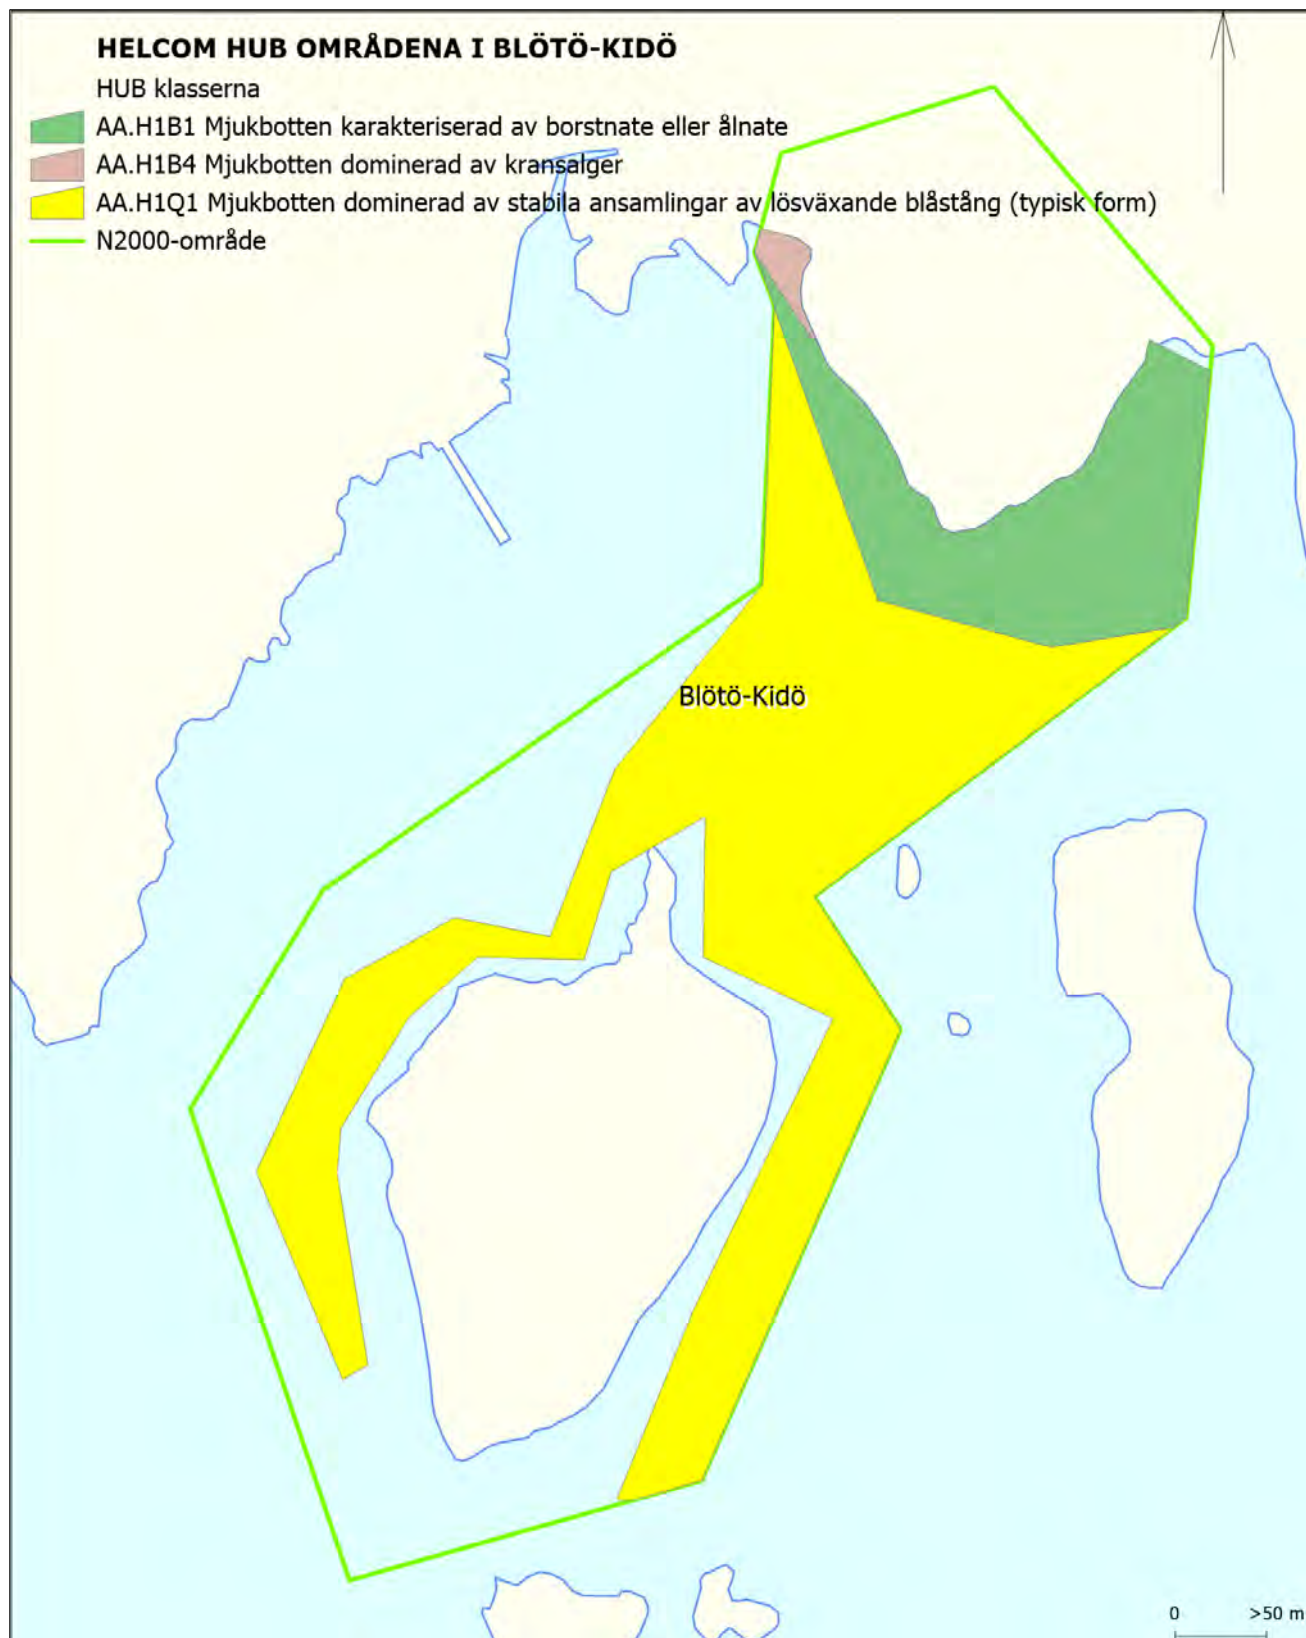 HELCOM HUB OMRÅDENA I BLÖTÖ-KIDÖ
HUB klasserna
AA.H1B1 Mjukbotten karakteriserad av borstnate eller ålnate
AA.H1B4 Mjukbotten dominerad av kransalger
AA.H1Q1 Mjukbotten dominerad av stabila ansamlingar av lösväxande blåstång (typisk form)
N2000-område
Blötö-Kidö
0 >50 m